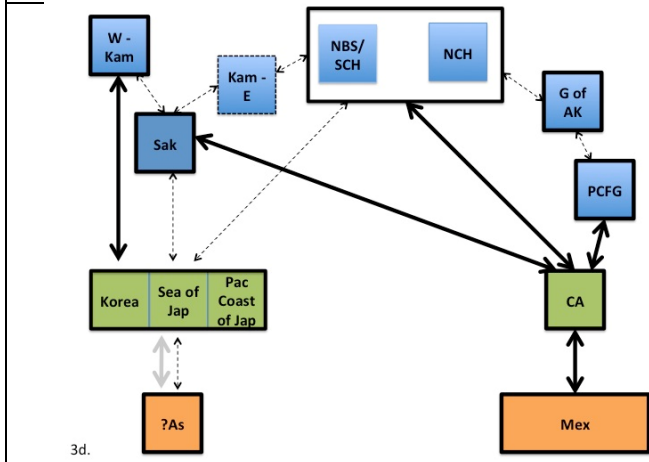 W -
Kam
NBS/
SCH
NCH
Kam -
E
G of
AK
Sak
PCFG
Korea
Sea of
Jap
Pac
Coast
of Jap
CA
?As
Mex
3d.